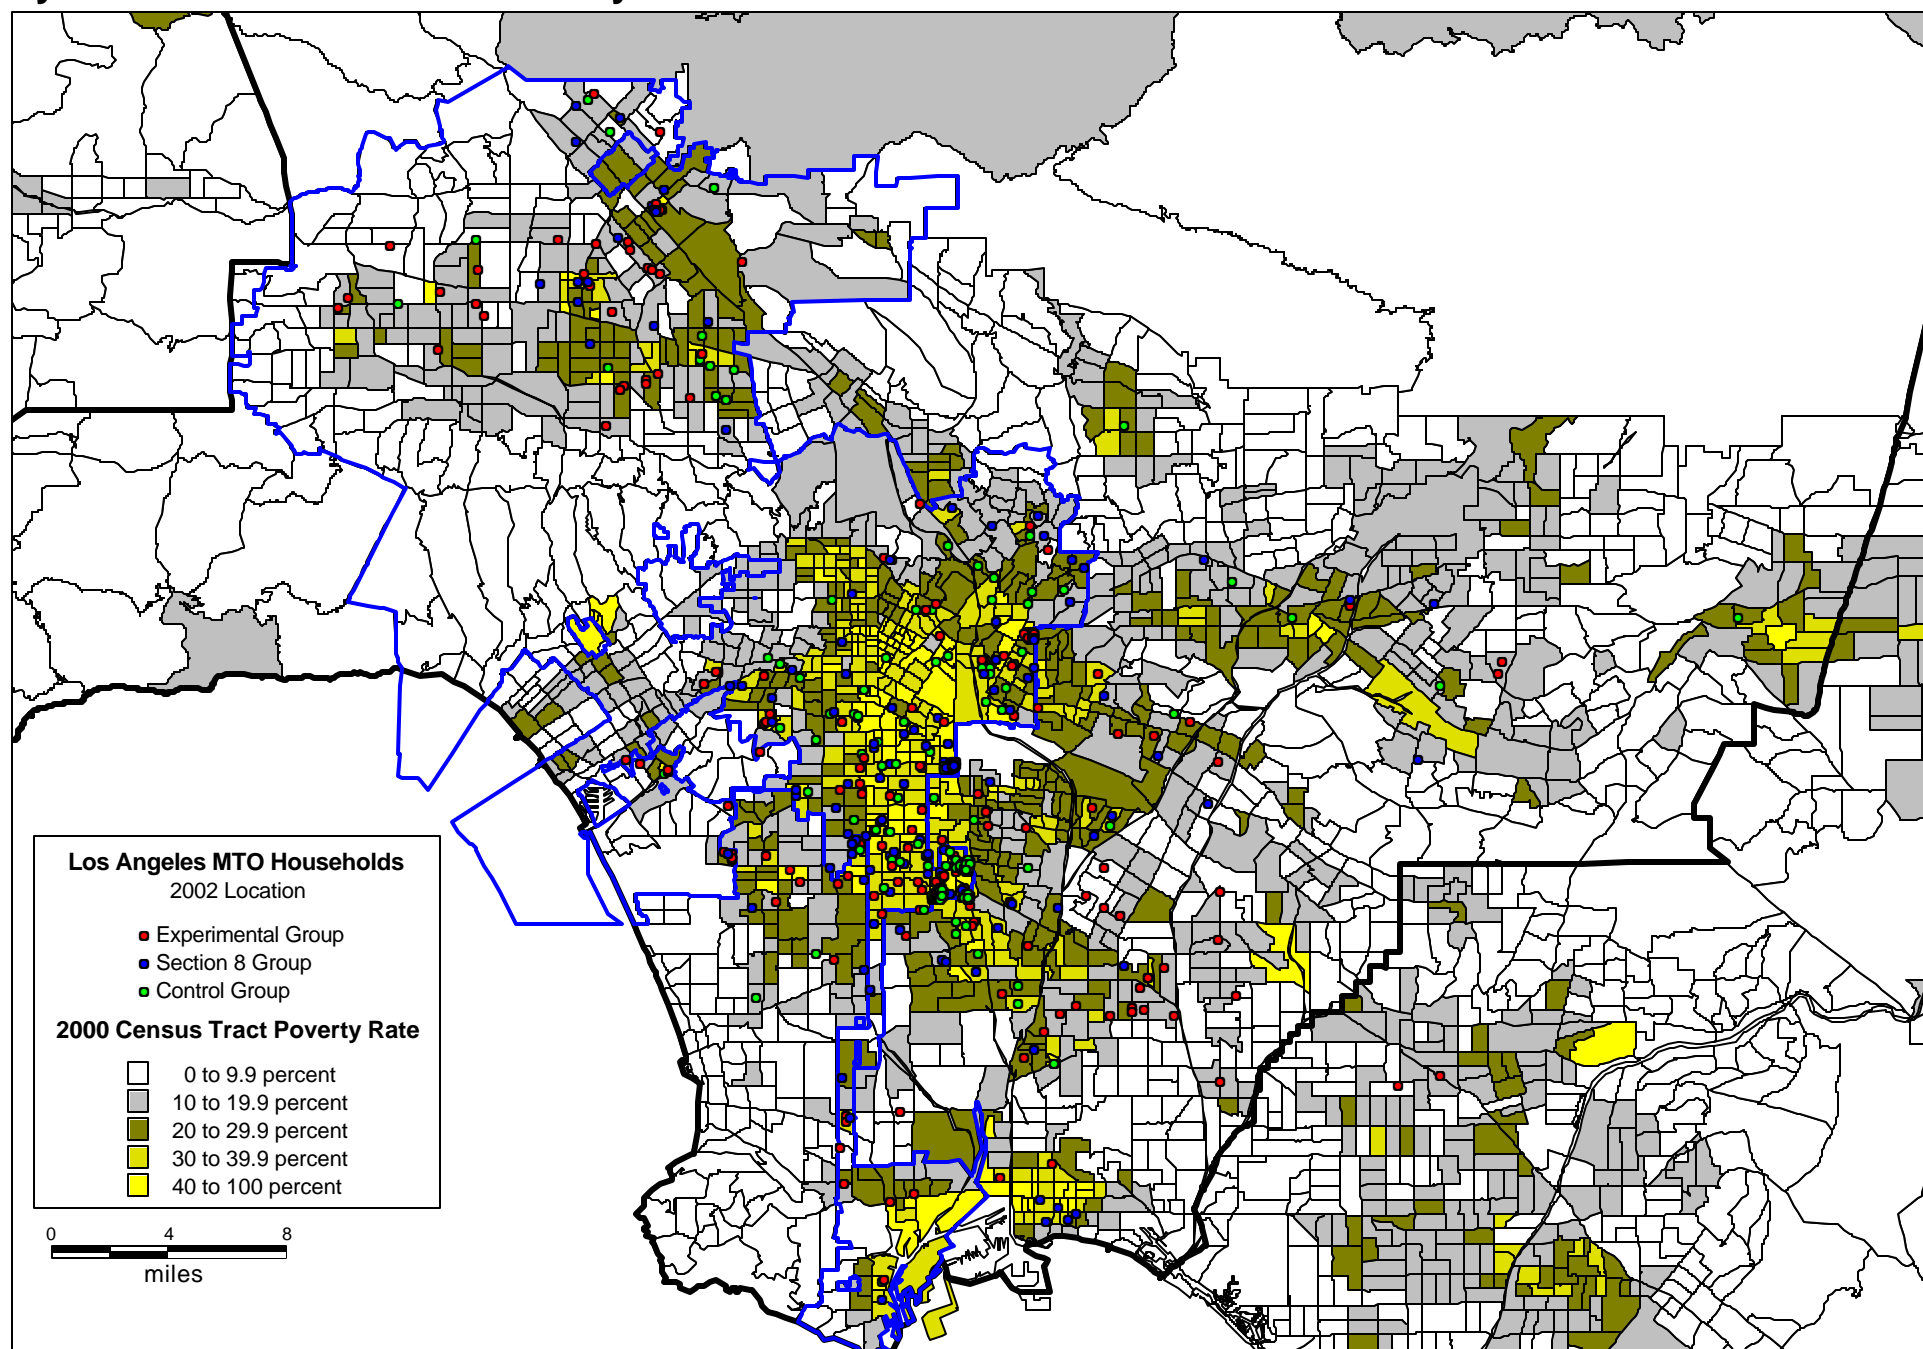 Los Angeles MTO Households
2002 Location
Experimental Group
Section 8 Group
Control Group
2000 Census Tract Poverty Rate
0 to 9.9 percent
10 to 19.9 percent
20 to 29.9 percent
30 to 39.9 percent
40 to 100 percent
0 4 8
miles